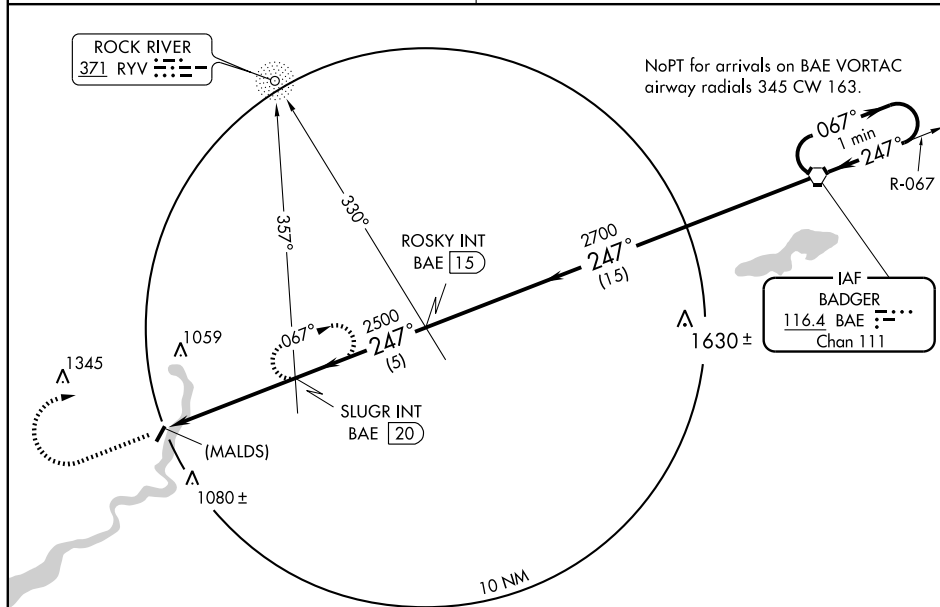 ROCK RIVER
371 RYV
NoPT for arrivals on BAE VORTAC
airway radials 345 CW 163.
067°
1 min
247°
R-067
357°
330°
ROSKY INT
BAE 15
2700
247°
(15)
IAF
BADGER
116.4 BAE
Chan 111
1630 ±
2500
067°
247°
(5)
1059
1345
SLUGR INT
BAE 20
(MALDS)
1080 ±
10 NM